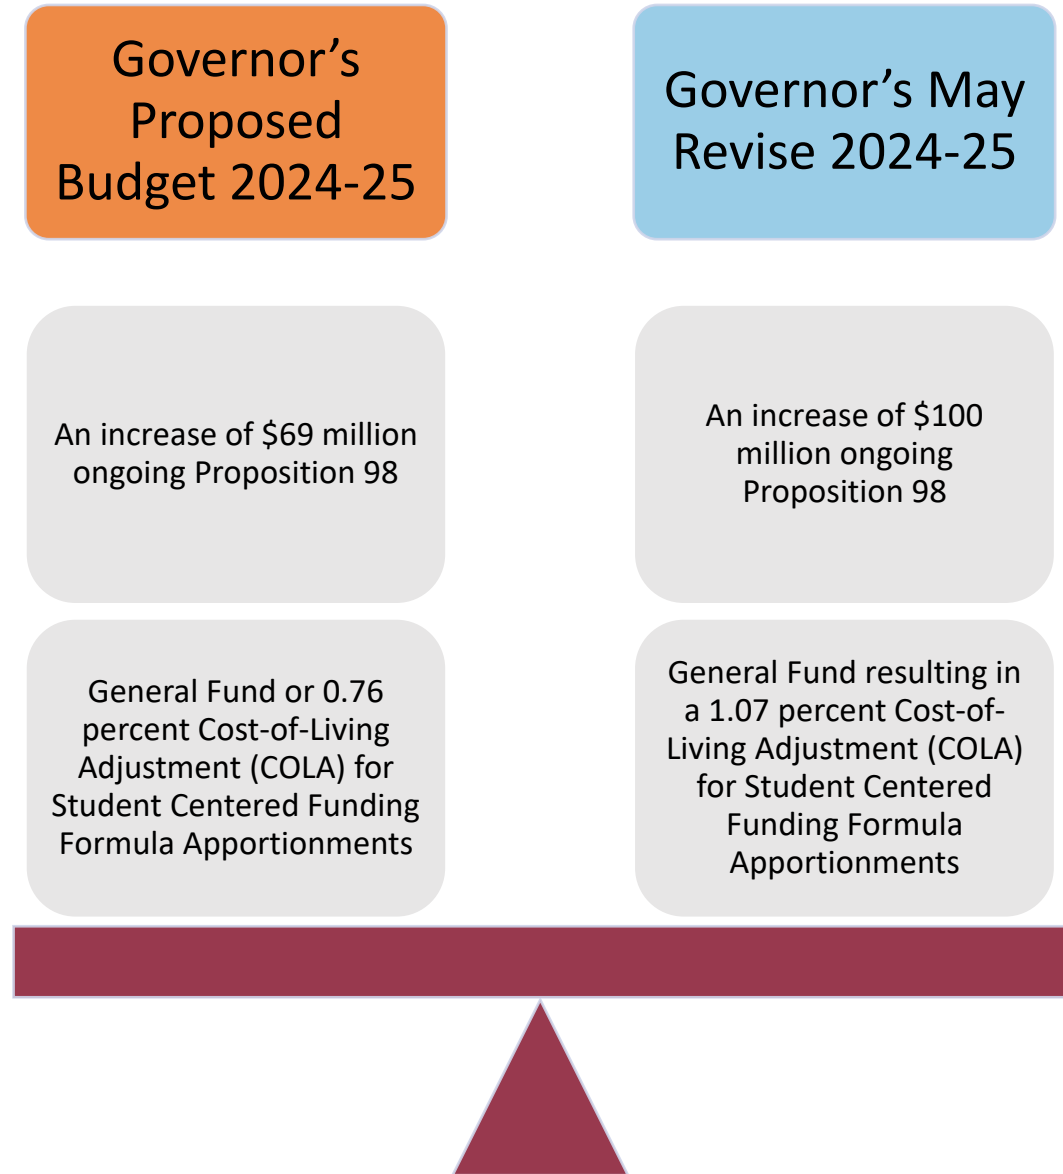 Governor’s
Proposed
Budget 2024-25
Governor’s May
Revise 2024-25
An increase of $69 million
ongoing Proposition 98
An increase of $100
million ongoing
Proposition 98
General Fund or 0.76
percent Cost-of-Living
Adjustment (COLA) for
Student Centered Funding
Formula Apportionments
General Fund resulting in
a 1.07 percent Cost-of-
Living Adjustment (COLA)
for Student Centered
Funding Formula
Apportionments